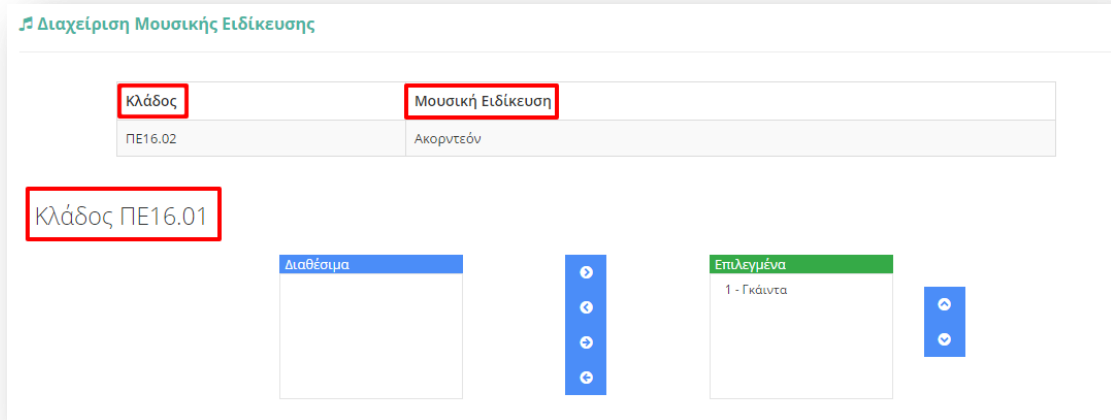 Διαχείριση Μουσικής Ειδίκευσης
Κλάδος Μουσική Ειδίκευση
ΠΕ16.02 Ακορντεόν
Κλάδος ΠΕ16.01
Διαθέσιμα Επιλεγμένα
1 - Γκάιντα